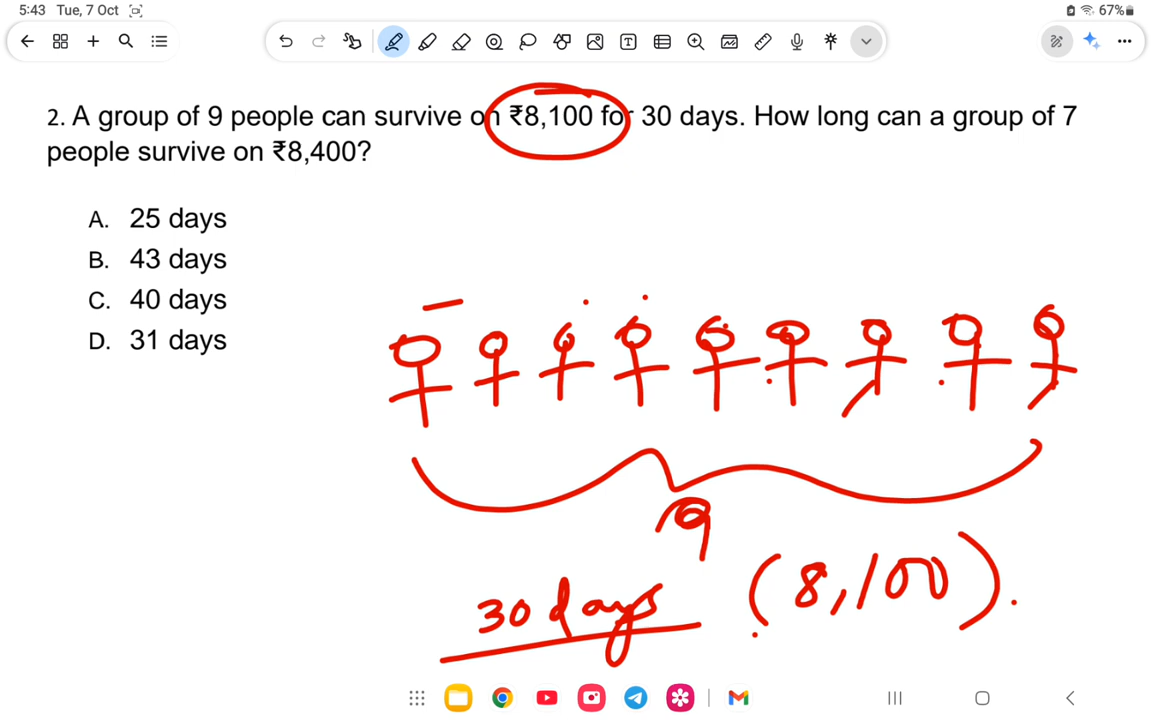 5:43 Tue, 7 Oct
67%
2. A group of 9 people can survive on ₹8,100 for 30 days. How long can a group of 7
people survive on ₹8,400?
A. 25 days
B. 43 days
C. 40 days
D. 31 days
9
30 days (8,100).